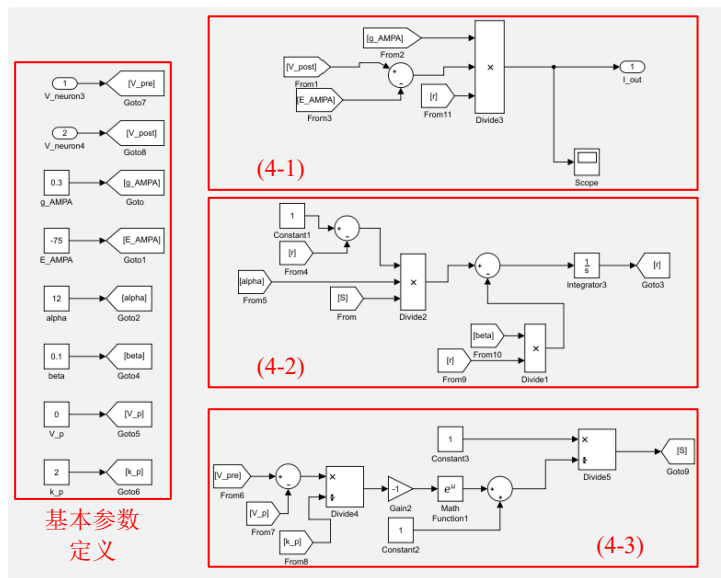 1
V_neuron3
[V_pre]
Goto7
2
V_neuron4
[V_post]
Goto8
0.3
g_AMPA
[g_AMPA]
Goto
-75
E_AMPA
[E_AMPA]
Goto1
12
alpha
[alpha]
Goto2
0.1
beta
[beta]
Goto4
0
V_p
[V_p]
Goto5
2
k_p
[k_p]
Goto6
基本参数
定义
[g_AMPA]
From2
[V_post]
From1
[E_AMPA]
From3
+
−
[r]
From11
×
Divide3
1
I_out
Scope
(4-1)
1
Constant1
+
−
[r]
From4
[alpha]
From5
[S]
From
×
Divide2
+
−
1
s
Integrator3
[r]
Goto3
[beta]
From10
[r]
From9
×
Divide1
(4-2)
[V_pre]
From6
+
−
[V_p]
From7
[k_p]
From8
×
÷
Divide4
-1
Gain2
eᵘ
Math
Function1
1
Constant2
+
+
1
Constant3
×
÷
Divide5
[S]
Goto9
(4-3)